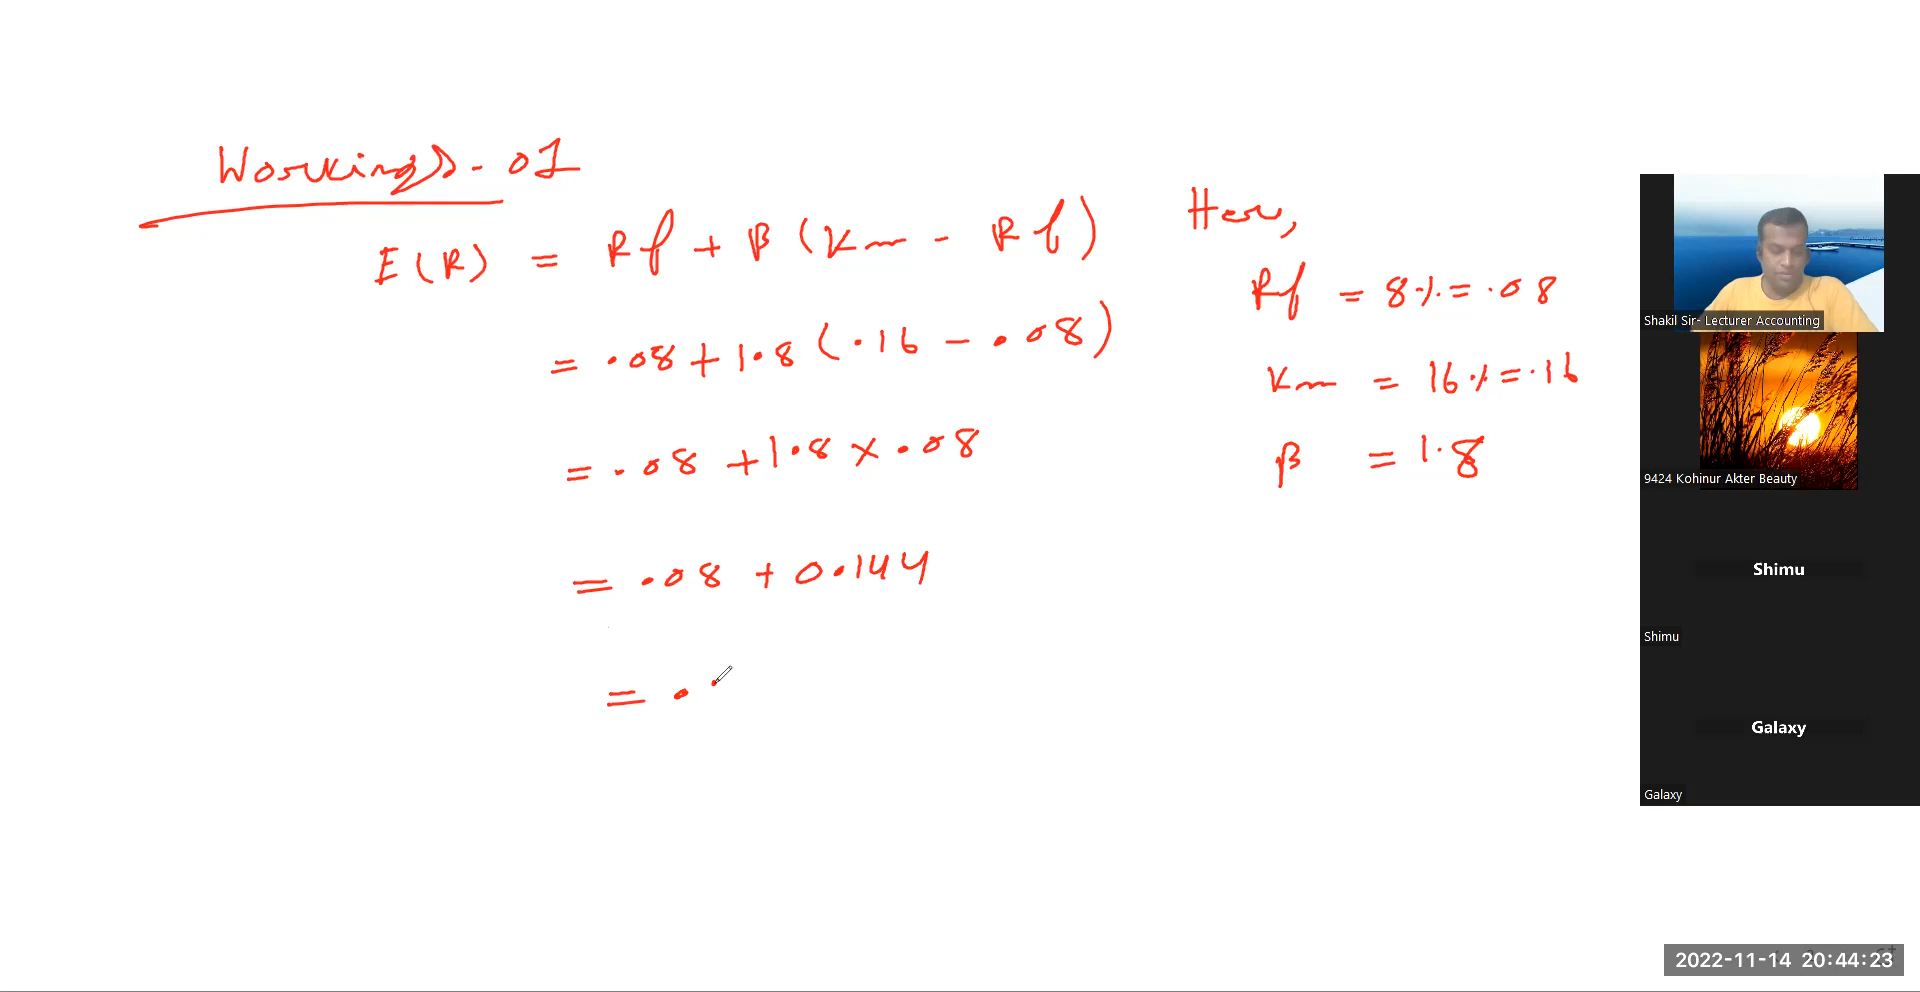 Workings - 01
E(R) = Rf + β (Km - Rf)
= .08 + 1.8 (.16 - .08)
= .08 + 1.8 × .08
= .08 + 0.144
= .
Here,
Rf = 8% = .08
Km = 16% = .16
β = 1.8
Shakil Sir- Lecturer Accounting
9424 Kohinur Akter Beauty
Shimu
Shimu
Galaxy
Galaxy
2022-11-14 20:44:23